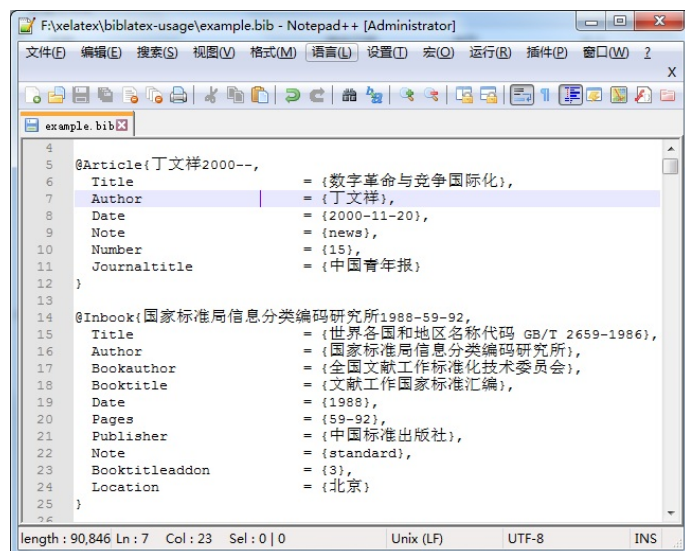 F:\xelatex\biblatex-usage\example.bib - Notepad++ [Administrator]
文件(F) 编辑(E) 搜索(S) 视图(V) 格式(M) 语言(L) 设置(T) 宏(O) 运行(R) 插件(P) 窗口(W) ?
X
example.bib
4
5 @Article{丁文祥2000--,
6 Title = {数字革命与竞争国际化},
7 Author = {丁文祥},
8 Date = {2000-11-20},
9 Note = {news},
10 Number = {15},
11 Journaltitle = {中国青年报}
12 }
13
14 @Inbook{国家标准局信息分类编码研究所1988-59-92,
15 Title = {世界各国和地区名称代码 GB/T 2659-1986},
16 Author = {国家标准局信息分类编码研究所},
17 Bookauthor = {全国文献工作标准化技术委员会},
18 Booktitle = {文献工作国家标准汇编},
19 Date = {1988},
20 Pages = {59-92},
21 Publisher = {中国标准出版社},
22 Note = {standard},
23 Booktitleaddon = {3},
24 Location = {北京}
25 }
26
length : 90,846 Ln : 7 Col : 23 Sel : 0 | 0 Unix (LF) UTF-8 INS